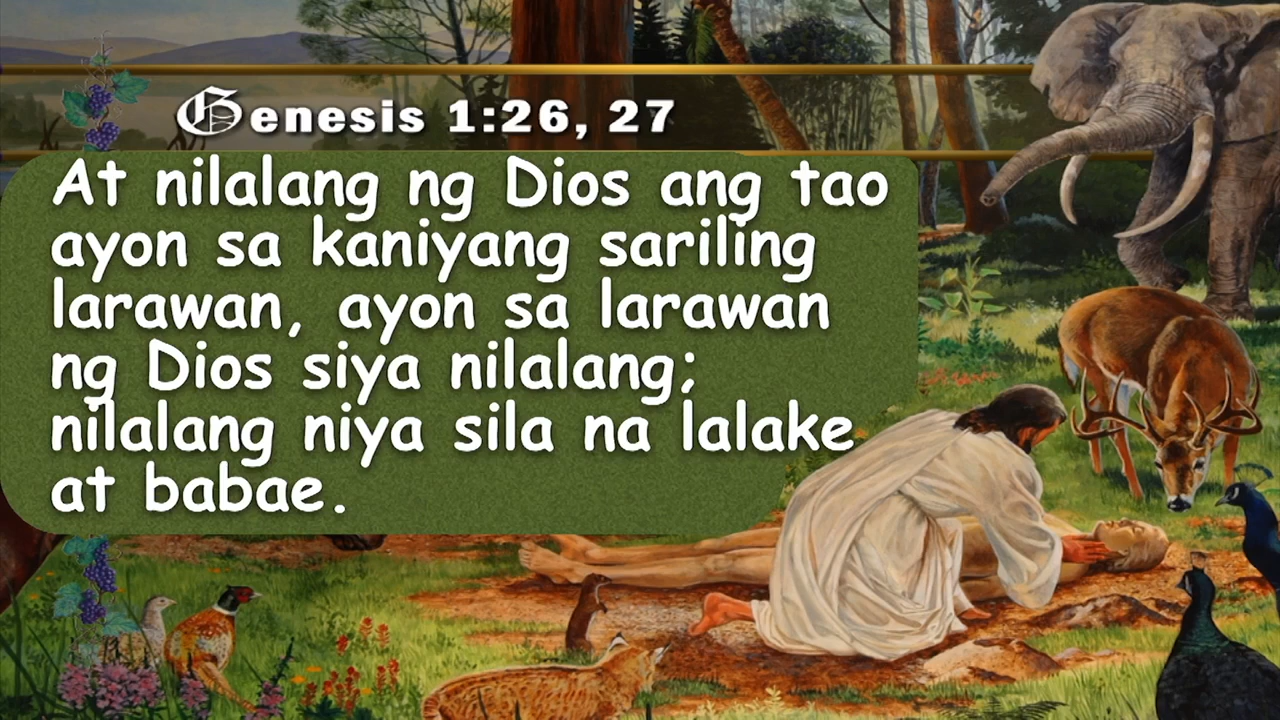 Genesis 1:26, 27
At nilalang ng Dios ang tao
ayon sa kaniyang sariling
larawan, ayon sa larawan
ng Dios siya nilalang;
nilalang niya sila na lalake
at babae.